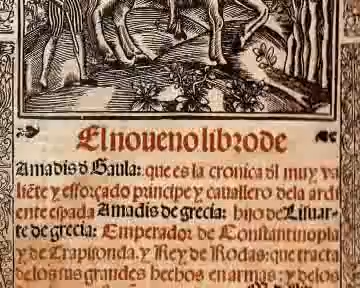 El noueno libro de
Amadis ḋ Gaula: que es la cronica ḋl muy va
liēte y esforçado principe y cauallero dela ardi
ente espada Amadis de grecia: hijo de Lisuar-
te de grecia: Emperador de Constantinopla
y de Trapisonda. y Rey de Rodas: que tracta
delos sus grandes hechos en armas: y delos